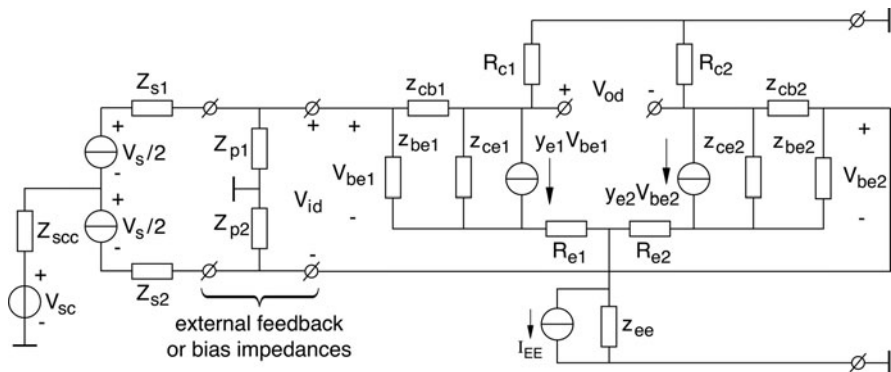 Z_s1
+
V_s/2
-
+
V_s/2
-
Z_scc
+
V_sc
-
Z_s2
Z_p1
Z_p2
+
V_id
-
external feedback
or bias impedances
+
V_be1
-
z_cb1
z_be1
z_ce1
y_e1V_be1
R_c1
+
V_od
-
R_c2
z_cb2
z_ce2
z_be2
+
V_be2
-
y_e2V_be2
R_e1
R_e2
I_EE
z_ee